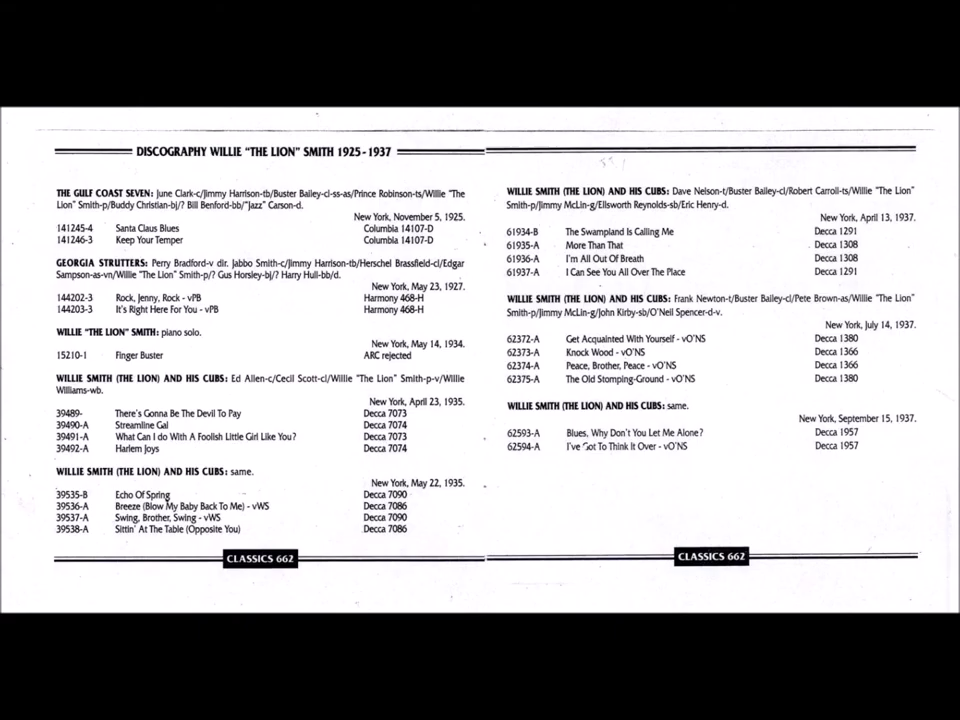 DISCOGRAPHY WILLIE "THE LION" SMITH 1925-1937
THE GULF COAST SEVEN: June Clark-c/Jimmy Harrison-tb/Buster Bailey-cl-ss-as/Prince Robinson-ts/Willie "The
Lion" Smith-p/Buddy Christian-bj/? Bill Benford-bb/"Jazz" Carson-d.
New York, November 5, 1925.
141245-4 Santa Claus Blues Columbia 14107-D
141246-3 Keep Your Temper Columbia 14107-D
GEORGIA STRUTTERS: Perry Bradford-v dir. Jabbo Smith-c/Jimmy Harrison-tb/Herschel Brassfield-cl/Edgar
Sampson-as-vn/Willie "The Lion" Smith-p/? Gus Horsley-bj/? Harry Hull-bb/d.
New York, May 23, 1927.
144202-3 Rock, Jenny, Rock - vPB Harmony 468-H
144203-3 It's Right Here For You - vPB Harmony 468-H
WILLIE "THE LION" SMITH: piano solo.
New York, May 14, 1934.
15210-1 Finger Buster ARC rejected
WILLIE SMITH (THE LION) AND HIS CUBS: Ed Allen-c/Cecil Scott-cl/Willie "The Lion" Smith-p-v/Willie
Williams-wb.
New York, April 23, 1935.
39489- There's Gonna Be The Devil To Pay Decca 7073
39490-A Streamline Gal Decca 7074
39491-A What Can I do With A Foolish Little Girl Like You? Decca 7073
39492-A Harlem Joys Decca 7074
WILLIE SMITH (THE LION) AND HIS CUBS: same.
New York, May 22, 1935.
39535-B Echo Of Spring Decca 7090
39536-A Breeze (Blow My Baby Back To Me) - vWS Decca 7086
39537-A Swing, Brother, Swing - vWS Decca 7090
39538-A Sittin' At The Table (Opposite You) Decca 7086
CLASSICS 662
WILLIE SMITH (THE LION) AND HIS CUBS: Dave Nelson-t/Buster Bailey-cl/Robert Carroll-ts/Willie "The Lion"
Smith-p/Jimmy McLin-g/Ellsworth Reynolds-sb/Eric Henry-d.
New York, April 13, 1937.
61934-B The Swampland Is Calling Me Decca 1291
61935-A More Than That Decca 1308
61936-A I'm All Out Of Breath Decca 1308
61937-A I Can See You All Over The Place Decca 1291
WILLIE SMITH (THE LION) AND HIS CUBS: Frank Newton-t/Buster Bailey-cl/Pete Brown-as/Willie "The Lion"
Smith-p/Jimmy McLin-g/John Kirby-sb/O'Neil Spencer-d-v.
New York, July 14, 1937.
62372-A Get Acquainted With Yourself - vO'NS Decca 1380
62373-A Knock Wood - vO'NS Decca 1366
62374-A Peace, Brother, Peace - vO'NS Decca 1366
62375-A The Old Stomping-Ground - vO'NS Decca 1380
WILLIE SMITH (THE LION) AND HIS CUBS: same.
New York, September 15, 1937.
62593-A Blues, Why Don't You Let Me Alone? Decca 1957
62594-A I've Got To Think It Over - vO'NS Decca 1957
CLASSICS 662